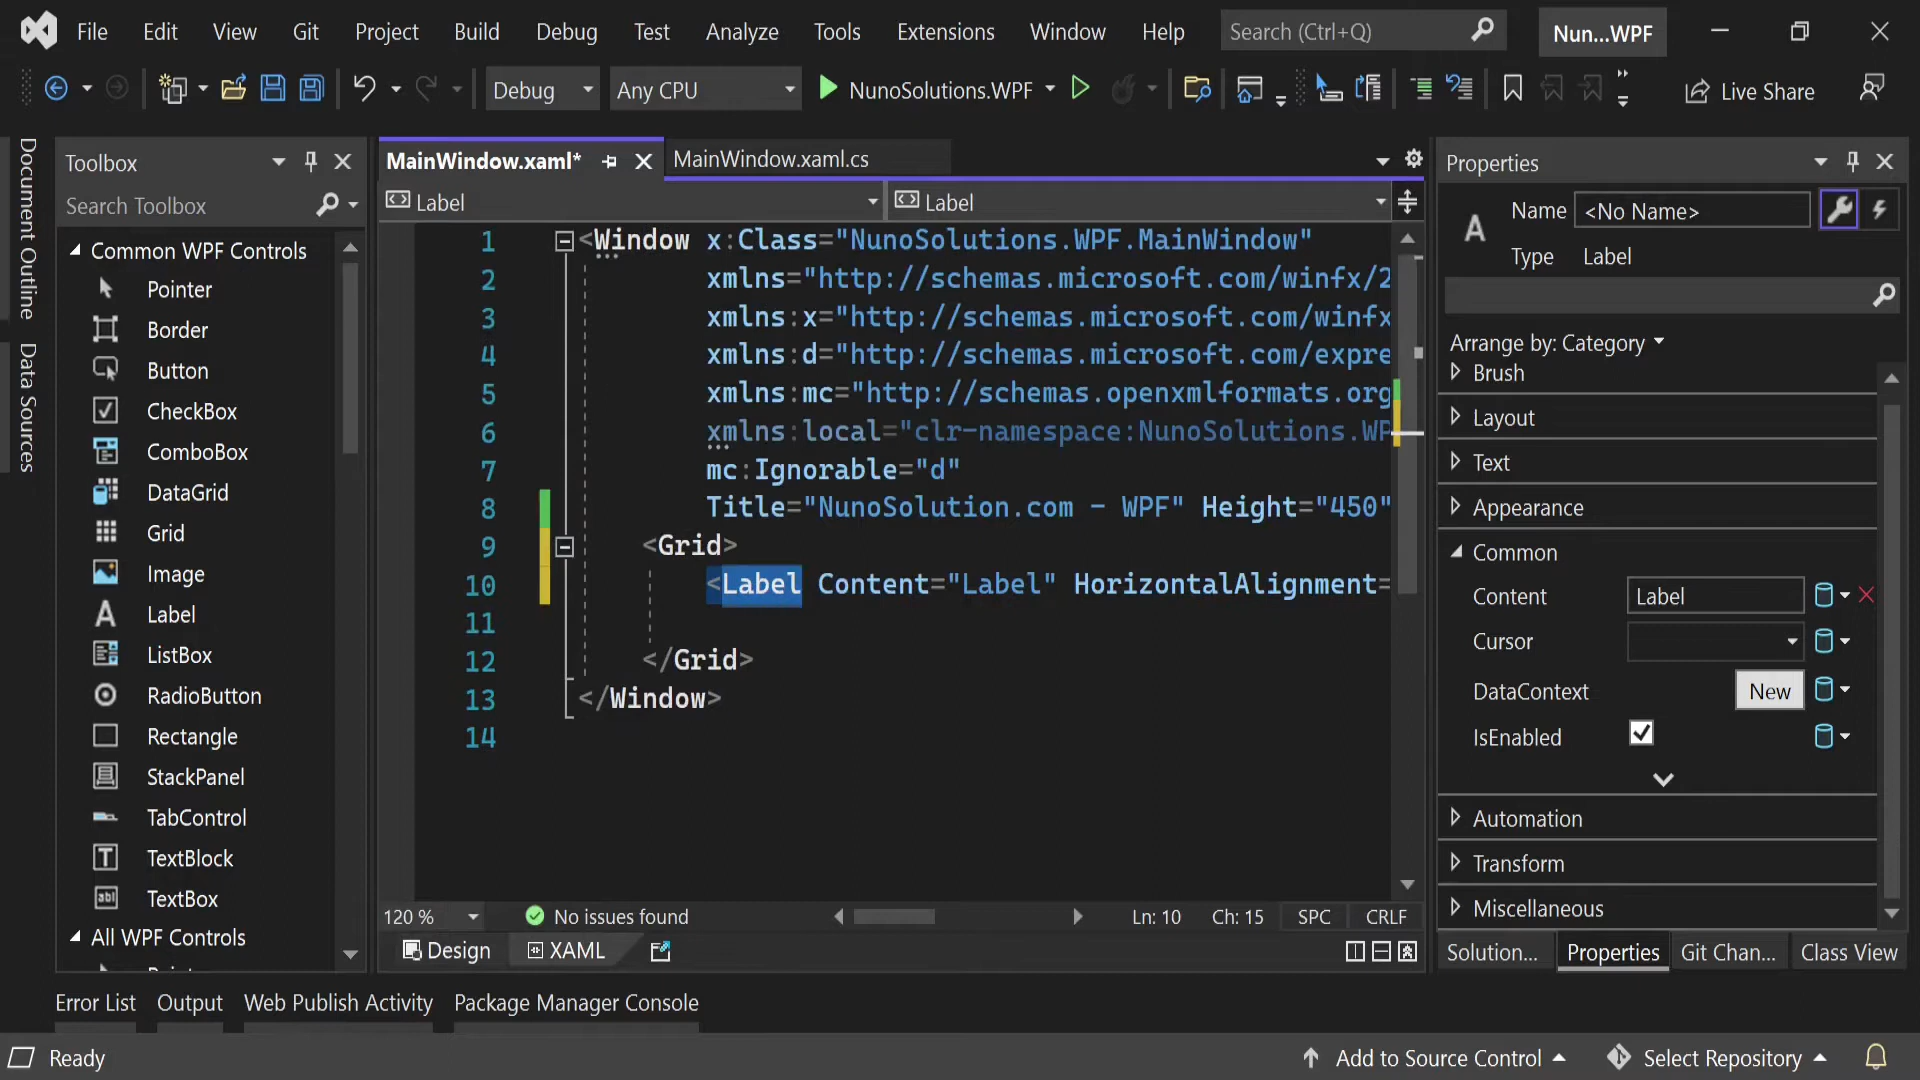 File Edit View Git Project Build Debug Test Analyze Tools Extensions Window Help Search (Ctrl+Q) Nun...WPF
Debug Any CPU NunoSolutions.WPF Live Share
Document Outline
Data Sources
Toolbox
Search Toolbox
Common WPF Controls
Pointer
Border
Button
CheckBox
ComboBox
DataGrid
Grid
Image
Label
ListBox
RadioButton
Rectangle
StackPanel
TabControl
TextBlock
TextBox
All WPF Controls
MainWindow.xaml* MainWindow.xaml.cs
Label Label
1 <Window x:Class="NunoSolutions.WPF.MainWindow"
2 xmlns="http://schemas.microsoft.com/winfx/2
3 xmlns:x="http://schemas.microsoft.com/winfx
4 xmlns:d="http://schemas.microsoft.com/expre
5 xmlns:mc="http://schemas.openxmlformats.org
6 xmlns:local="clr-namespace:NunoSolutions.WP
7 mc:Ignorable="d"
8 Title="NunoSolution.com - WPF" Height="450"
9 <Grid>
10 <Label Content="Label" HorizontalAlignment=
11
12 </Grid>
13 </Window>
14
120 % No issues found Ln: 10 Ch: 15 SPC CRLF
Design XAML
Properties
Name <No Name>
Type Label
Arrange by: Category
Brush
Layout
Text
Appearance
Common
Content Label
Cursor
DataContext New
IsEnabled
Automation
Transform
Miscellaneous
Solution... Properties Git Chan... Class View
Error List Output Web Publish Activity Package Manager Console
Ready Add to Source Control Select Repository